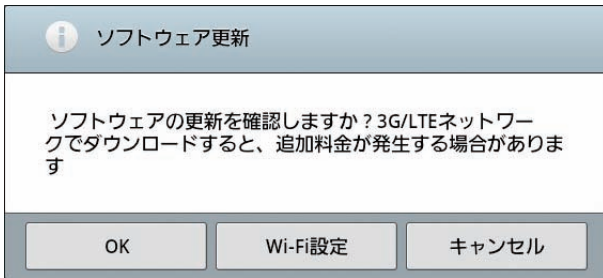 ソフトウェア更新
ソフトウェアの更新を確認しますか？3G/LTEネットワー
クでダウンロードすると、追加料金が発生する場合がありま
す
OK
Wi-Fi設定
キャンセル